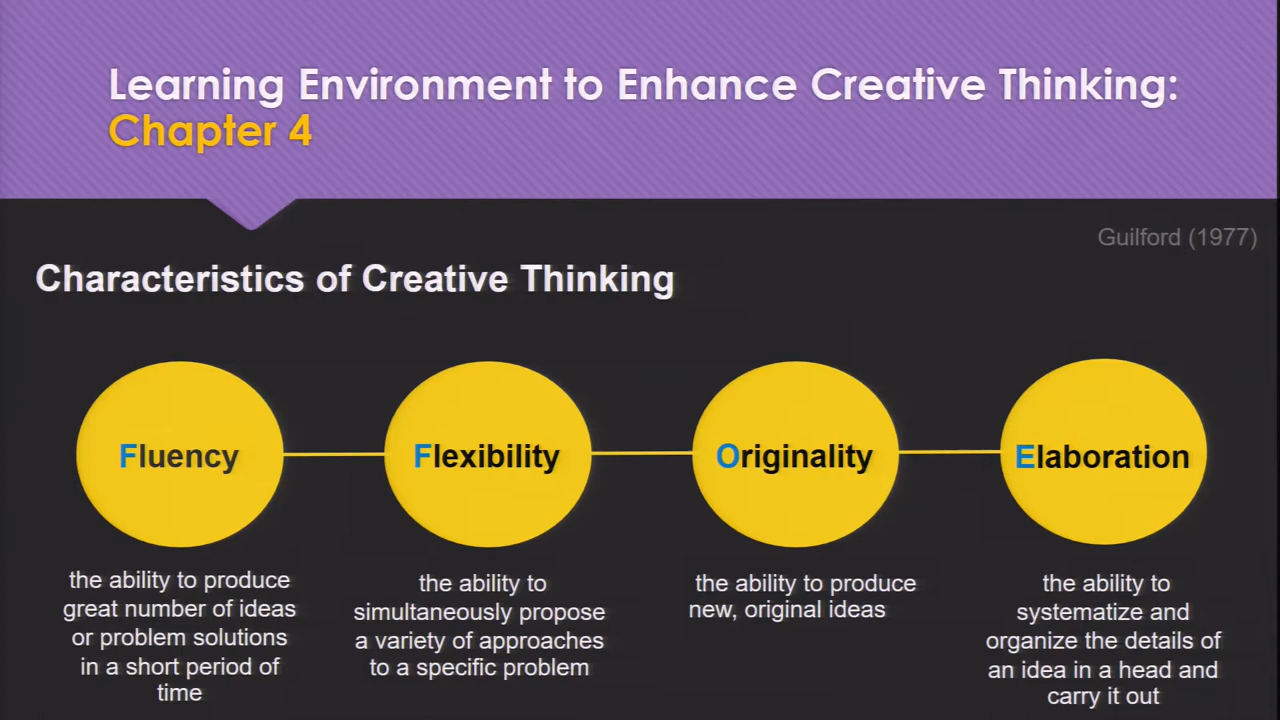 Learning Environment to Enhance Creative Thinking:
Chapter 4
Guilford (1977)
Characteristics of Creative Thinking
Fluency
Flexibility
Originality
Elaboration
the ability to produce
great number of ideas
or problem solutions
in a short period of
time
the ability to
simultaneously propose
a variety of approaches
to a specific problem
the ability to produce
new, original ideas
the ability to
systematize and
organize the details of
an idea in a head and
carry it out